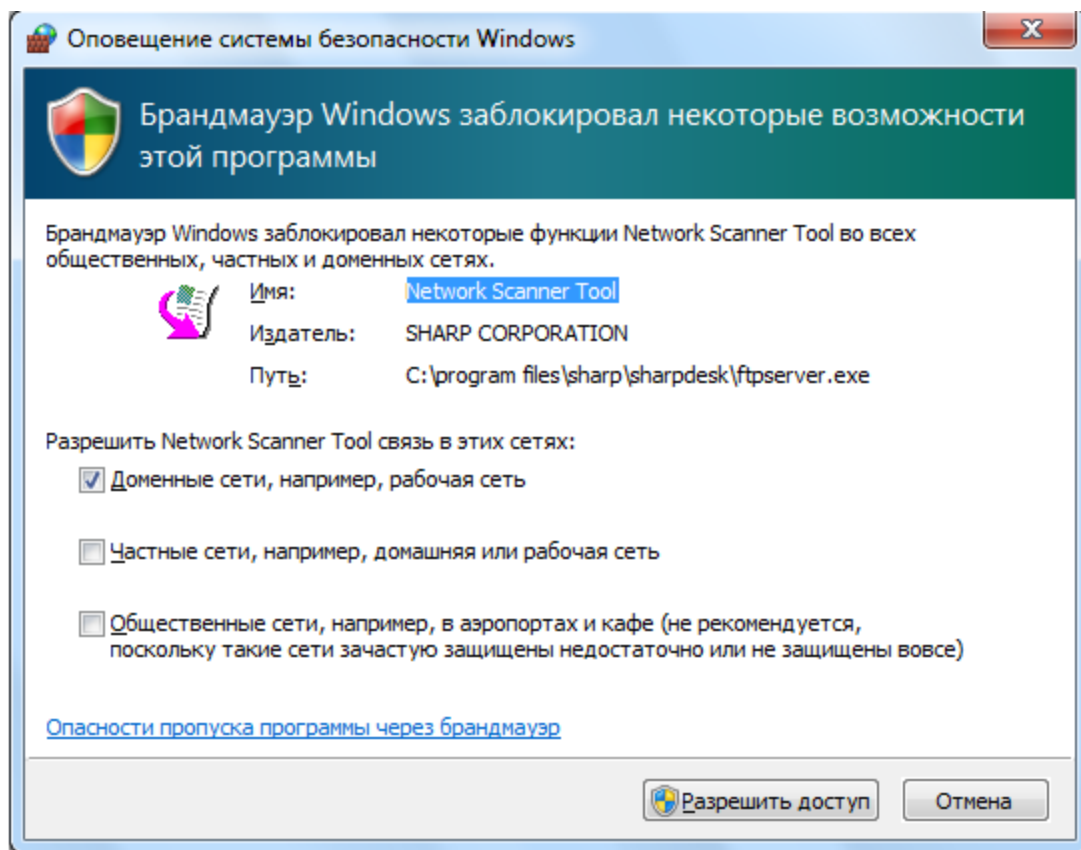 Оповещение системы безопасности Windows
Брандмауэр Windows заблокировал некоторые возможности
этой программы
Брандмауэр Windows заблокировал некоторые функции Network Scanner Tool во всех
общественных, частных и доменных сетях.
Имя: Network Scanner Tool
Издатель: SHARP CORPORATION
Путь: C:\program files\sharp\sharpdesk\ftpserver.exe
Разрешить Network Scanner Tool связь в этих сетях:
Доменные сети, например, рабочая сеть
Частные сети, например, домашняя или рабочая сеть
Общественные сети, например, в аэропортах и кафе (не рекомендуется,
поскольку такие сети зачастую защищены недостаточно или не защищены вовсе)
Опасности пропуска программы через брандмауэр
Разрешить доступ Отмена